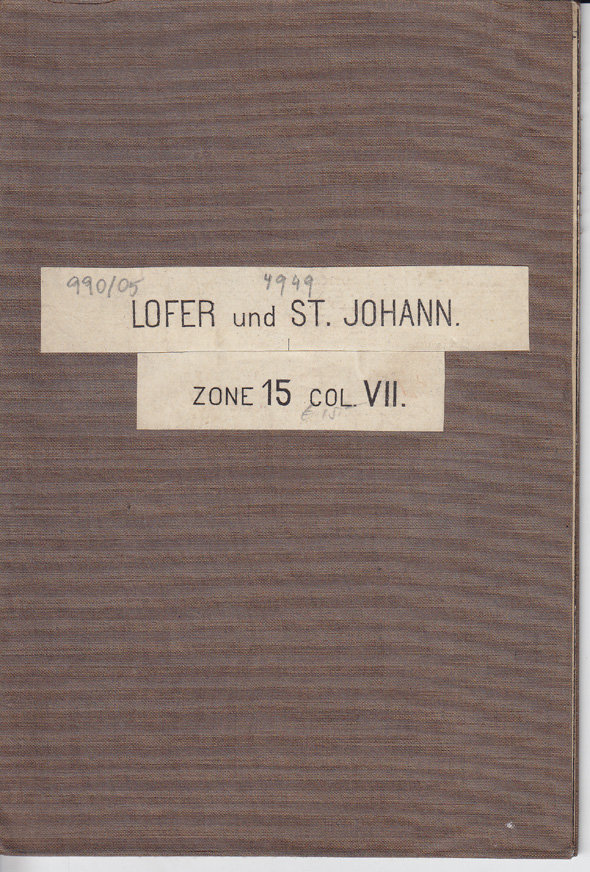 990/05 4949
LOFER und ST. JOHANN.
ZONE 15 COL. VII.